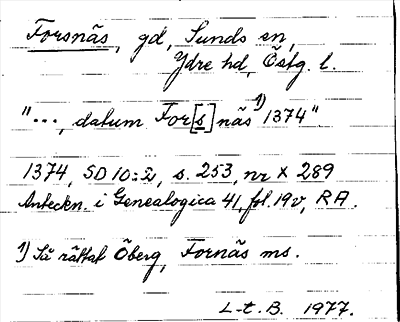 Forsnäs, gd, Sunds sn,
Ydre hd, Östg. l.
"..., datum For[s]näs 1) 1374"
1374, SD 10:2, s. 253, nr X 289
Anteckn. i Genealogica 41, fol. 19v, RA.
1) Så rättat Öberg, Fornäs ms.
L-t. B. 1977.